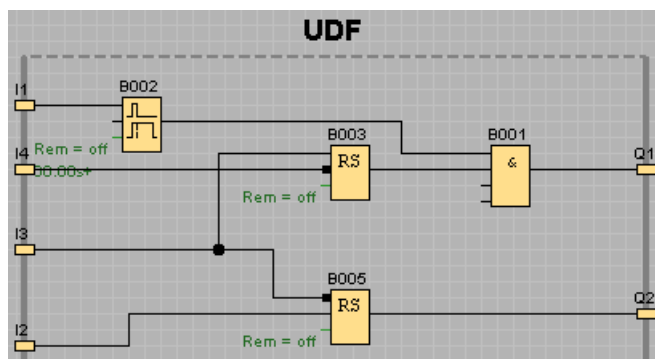 UDF
I1
B002
Rem = off
00.00s+
I4
B003
RS
Rem = off
B001
&
Q1
I3
B005
RS
Rem = off
Q2
I2